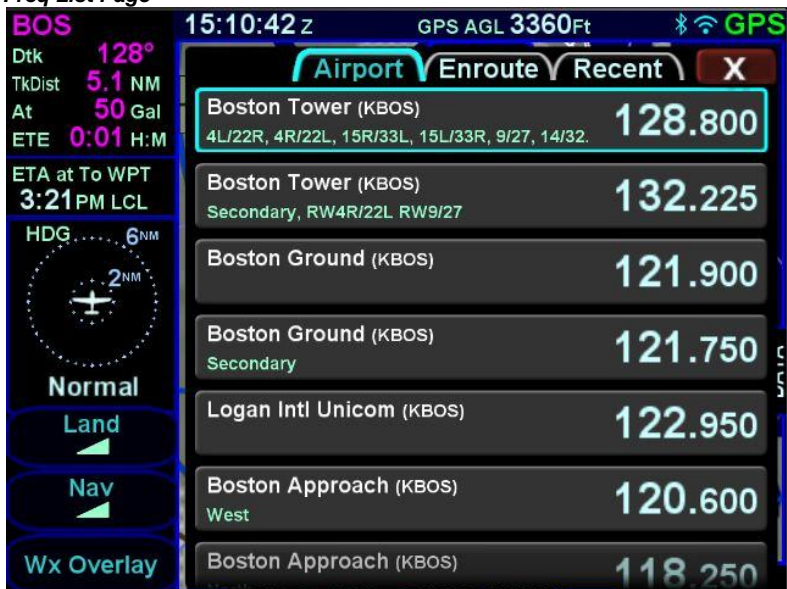 Freq List Page
BOS
15:10:42 Z
GPS AGL 3360Ft
GPS
Dtk 128°
TkDist 5.1 NM
At 50 Gal
ETE 0:01 H:M
ETA at To WPT
3:21 PM LCL
HDG 6NM
2NM
Normal
Land
Nav
Wx Overlay
Airport Enroute Recent X
Boston Tower (KBOS) 128.800
4L/22R, 4R/22L, 15R/33L, 15L/33R, 9/27, 14/32.
Boston Tower (KBOS) 132.225
Secondary, RW4R/22L RW9/27
Boston Ground (KBOS) 121.900
Boston Ground (KBOS) 121.750
Secondary
Logan Intl Unicom (KBOS) 122.950
Boston Approach (KBOS) 120.600
West
Boston Approach (KBOS) 118.250